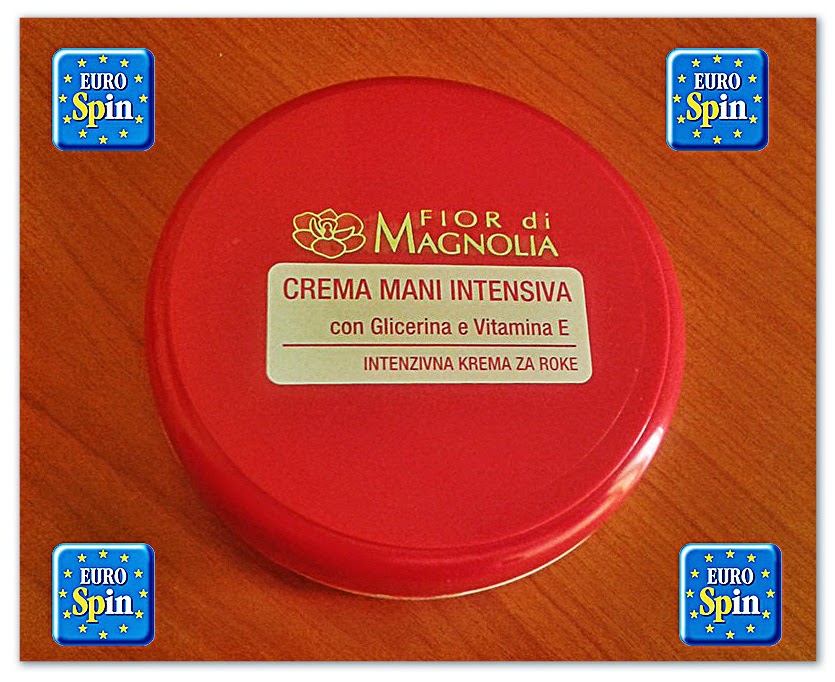 EURO
Spin
EURO
Spin
FIOR di
MAGNOLIA
CREMA MANI INTENSIVA
con Glicerina e Vitamina E
INTENZIVNA KREMA ZA ROKE
EURO
Spin
EURO
Spin